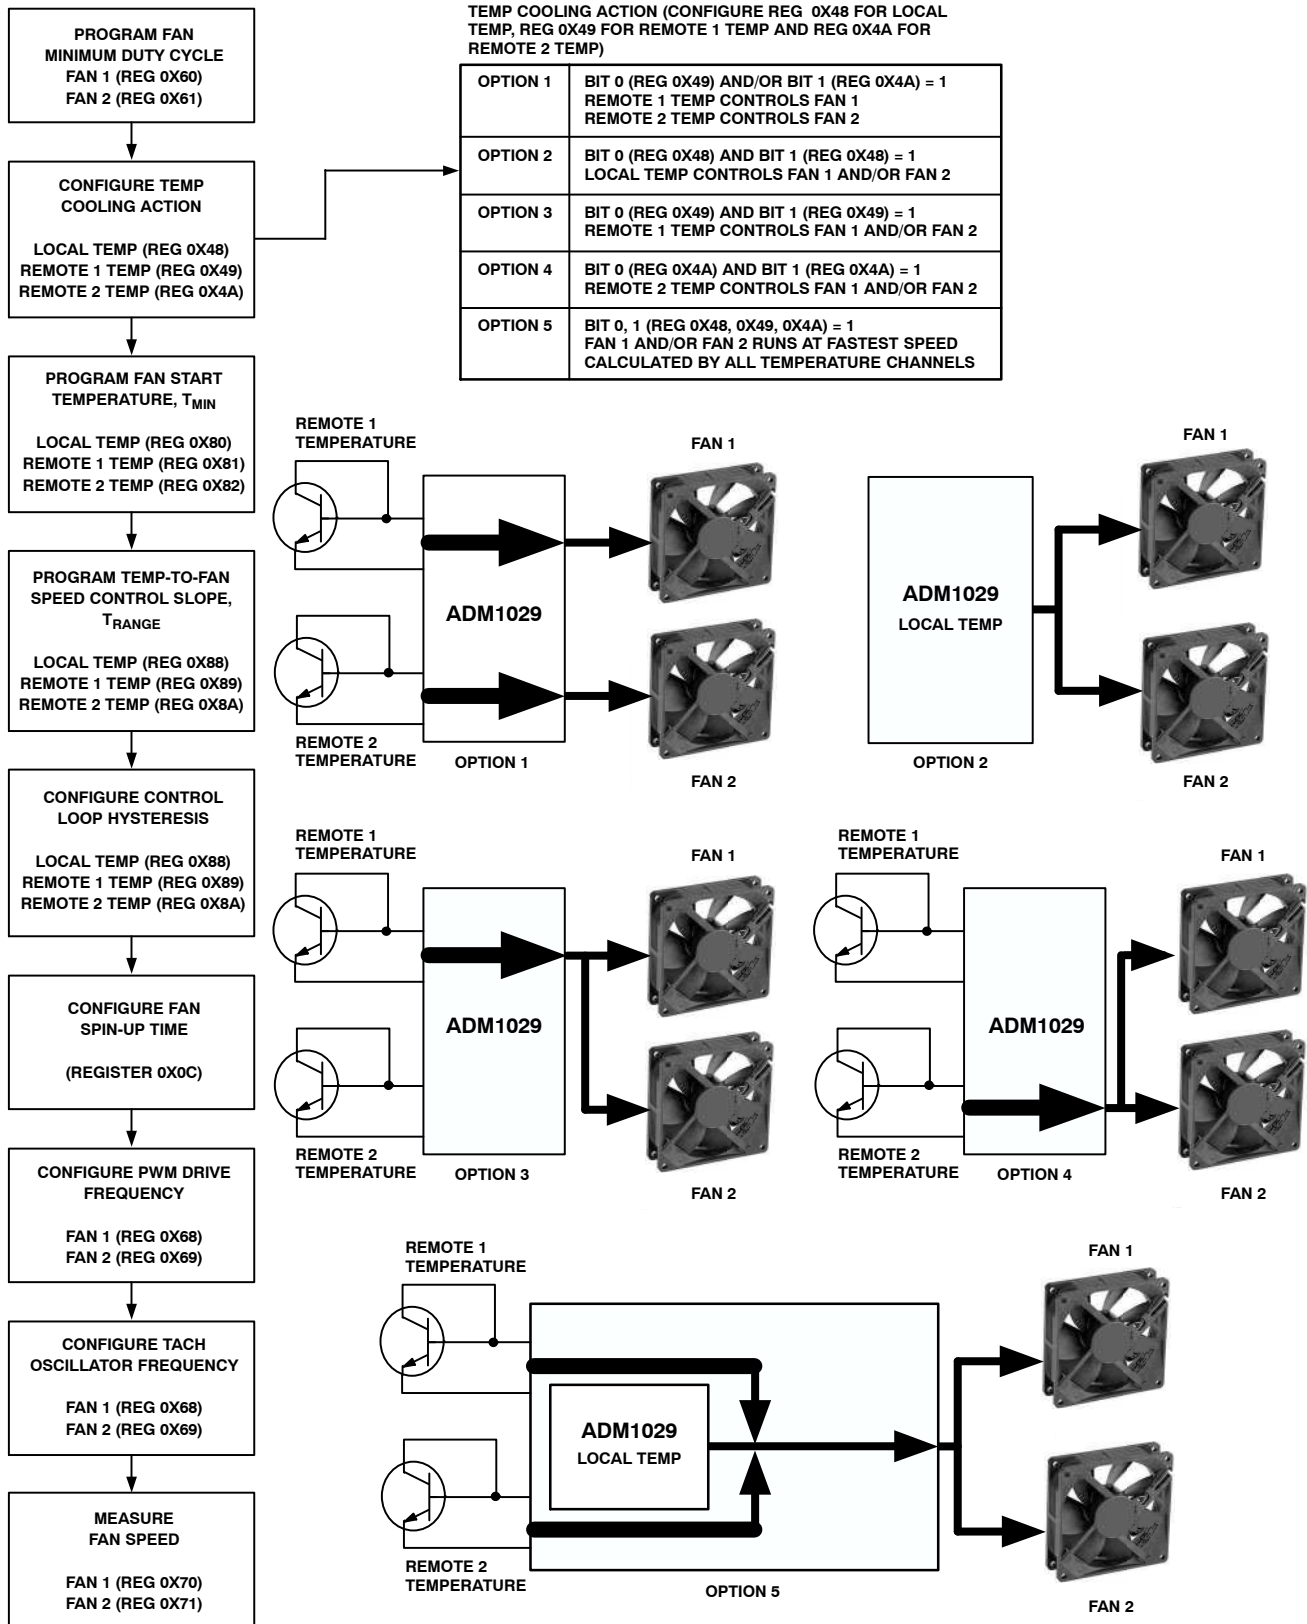 PROGRAM FAN
MINIMUM DUTY CYCLE
FAN 1 (REG 0X60)
FAN 2 (REG 0X61)
CONFIGURE TEMP
COOLING ACTION
LOCAL TEMP (REG 0X48)
REMOTE 1 TEMP (REG 0X49)
REMOTE 2 TEMP (REG 0X4A)
PROGRAM FAN START
TEMPERATURE, TMIN
LOCAL TEMP (REG 0X80)
REMOTE 1 TEMP (REG 0X81)
REMOTE 2 TEMP (REG 0X82)
PROGRAM TEMP-TO-FAN
SPEED CONTROL SLOPE,
TRANGE
LOCAL TEMP (REG 0X88)
REMOTE 1 TEMP (REG 0X89)
REMOTE 2 TEMP (REG 0X8A)
CONFIGURE CONTROL
LOOP HYSTERESIS
LOCAL TEMP (REG 0X88)
REMOTE 1 TEMP (REG 0X89)
REMOTE 2 TEMP (REG 0X8A)
CONFIGURE FAN
SPIN-UP TIME
(REGISTER 0X0C)
CONFIGURE PWM DRIVE
FREQUENCY
FAN 1 (REG 0X68)
FAN 2 (REG 0X69)
CONFIGURE TACH
OSCILLATOR FREQUENCY
FAN 1 (REG 0X68)
FAN 2 (REG 0X69)
MEASURE
FAN SPEED
FAN 1 (REG 0X70)
FAN 2 (REG 0X71)
TEMP COOLING ACTION (CONFIGURE REG 0X48 FOR LOCAL
TEMP, REG 0X49 FOR REMOTE 1 TEMP AND REG 0X4A FOR
REMOTE 2 TEMP)
OPTION 1 BIT 0 (REG 0X49) AND/OR BIT 1 (REG 0X4A) = 1
REMOTE 1 TEMP CONTROLS FAN 1
REMOTE 2 TEMP CONTROLS FAN 2
OPTION 2 BIT 0 (REG 0X48) AND BIT 1 (REG 0X48) = 1
LOCAL TEMP CONTROLS FAN 1 AND/OR FAN 2
OPTION 3 BIT 0 (REG 0X49) AND BIT 1 (REG 0X49) = 1
REMOTE 1 TEMP CONTROLS FAN 1 AND/OR FAN 2
OPTION 4 BIT 0 (REG 0X4A) AND BIT 1 (REG 0X4A) = 1
REMOTE 2 TEMP CONTROLS FAN 1 AND/OR FAN 2
OPTION 5 BIT 0, 1 (REG 0X48, 0X49, 0X4A) = 1
FAN 1 AND/OR FAN 2 RUNS AT FASTEST SPEED
CALCULATED BY ALL TEMPERATURE CHANNELS
REMOTE 1
TEMPERATURE
FAN 1
ADM1029
REMOTE 2
TEMPERATURE
OPTION 1
FAN 2
FAN 1
ADM1029
LOCAL TEMP
OPTION 2
FAN 2
REMOTE 1
TEMPERATURE
FAN 1
ADM1029
REMOTE 2
TEMPERATURE
OPTION 3
FAN 2
REMOTE 1
TEMPERATURE
FAN 1
ADM1029
REMOTE 2
TEMPERATURE
OPTION 4
FAN 2
REMOTE 1
TEMPERATURE
FAN 1
ADM1029
LOCAL TEMP
REMOTE 2
TEMPERATURE
OPTION 5
FAN 2